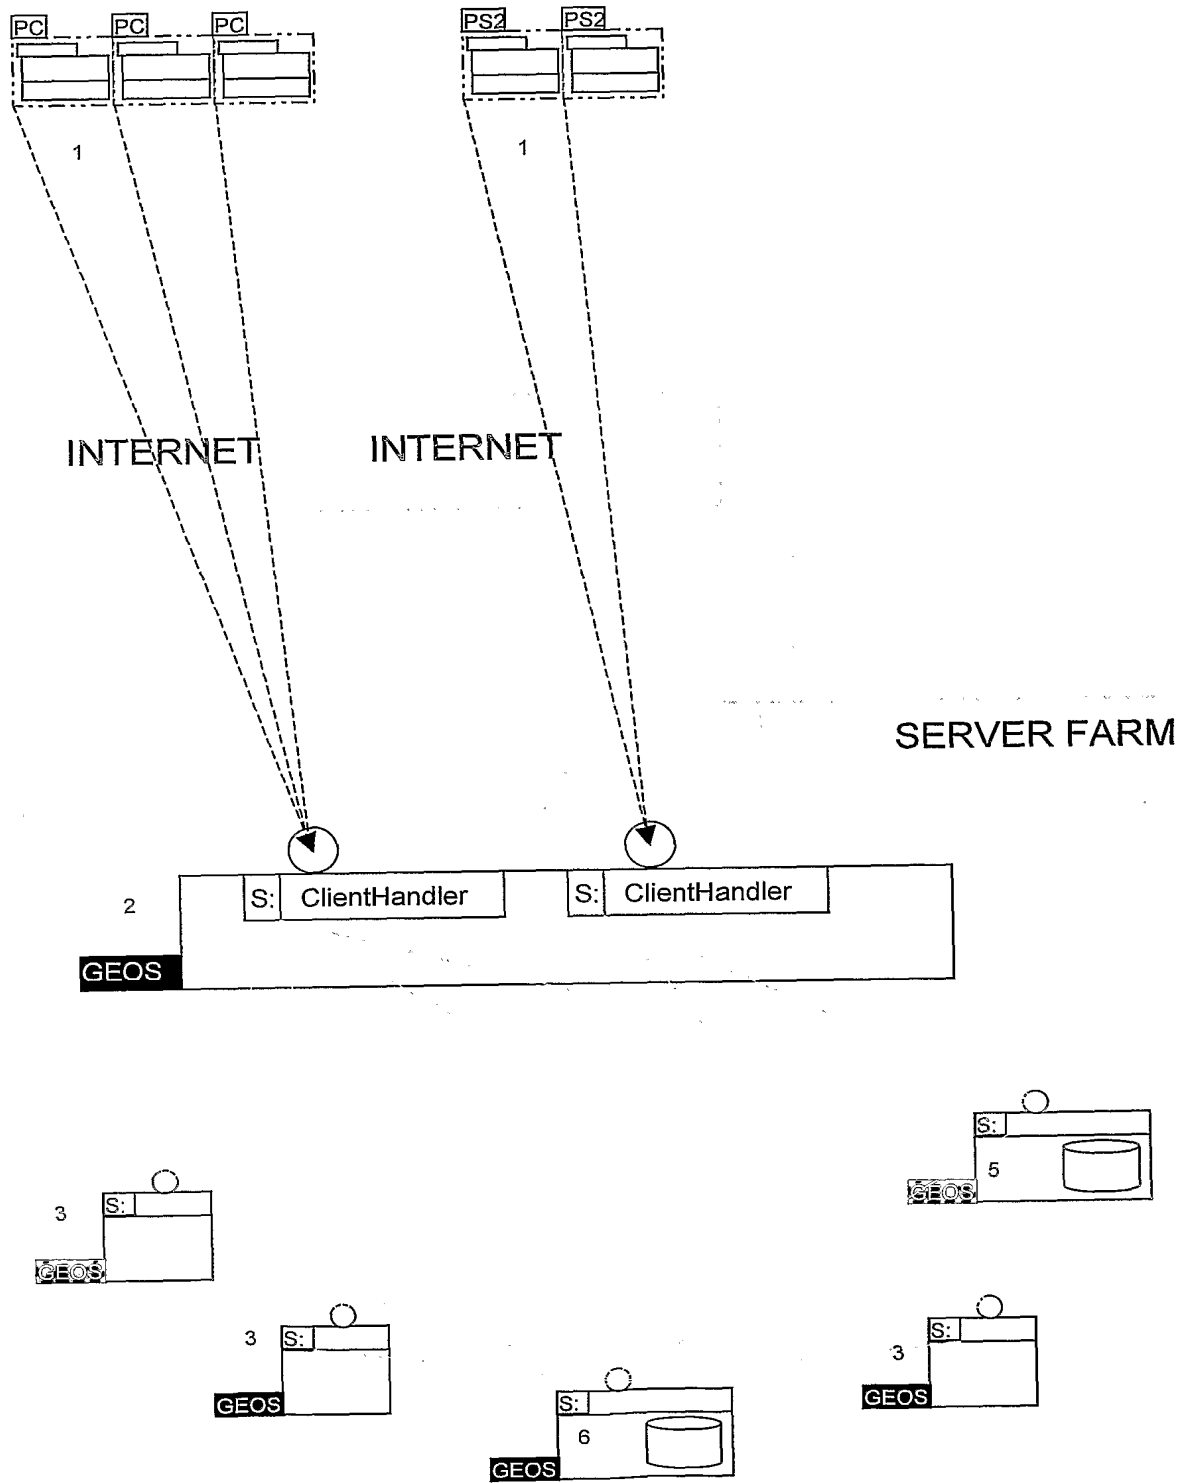 PC PC PC PS2 PS2
1 1
INTERNET INTERNET
SERVER FARM
S: ClientHandler S: ClientHandler
2
GEOS
S:
5
GEOS
S:
3
GEOS
S:
3
GEOS
S:
3
GEOS
S:
6
GEOS